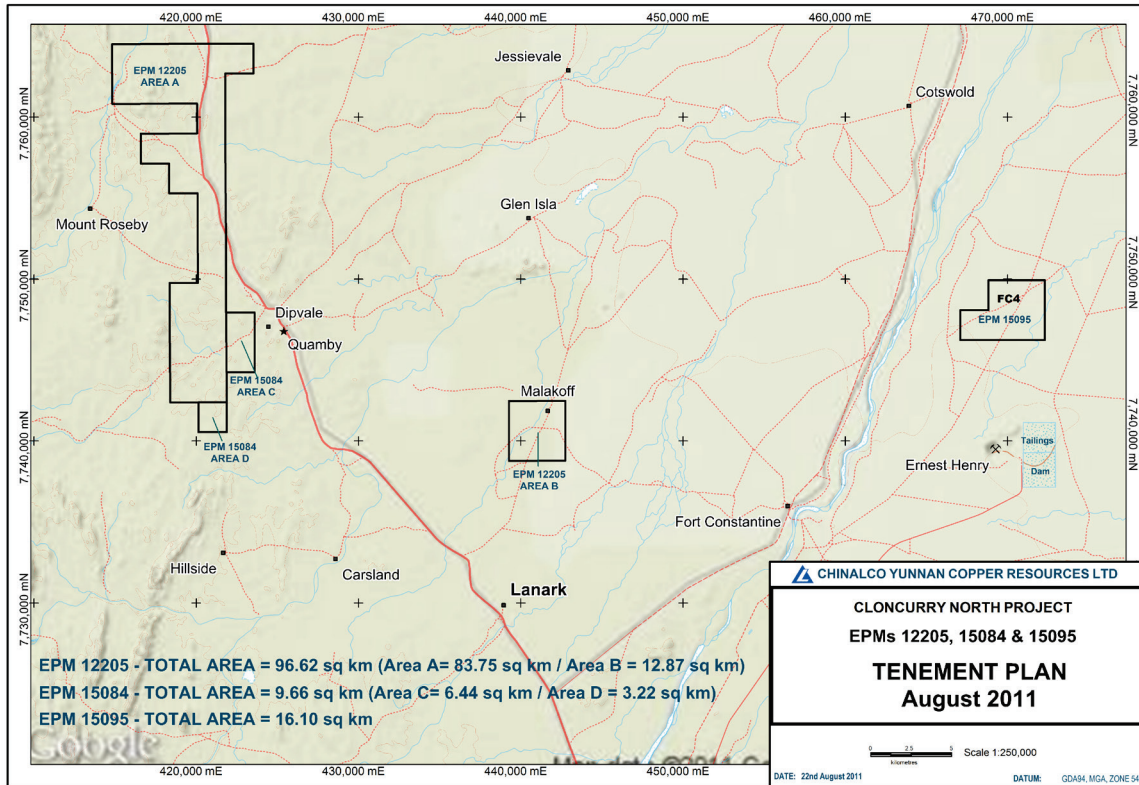 420,000 mE
430,000 mE
440,000 mE
450,000 mE
460,000 mE
470,000 mE
7,760,000 mN
7,750,000 mN
7,740,000 mN
7,730,000 mN
7,760,000 mN
7,750,000 mN
7,740,000 mN
EPM 12205
AREA A
Jessievale
Cotswold
Mount Roseby
Glen Isla
Dipvale
Quamby
FC4
EPM 15095
EPM 15084
AREA C
Malakoff
EPM 15084
AREA D
EPM 12205
AREA B
Ernest Henry
Tailings
Dam
Fort Constantine
Hillside
Carsland
Lanark
EPM 12205 - TOTAL AREA = 96.62 sq km (Area A= 83.75 sq km / Area B = 12.87 sq km)
EPM 15084 - TOTAL AREA = 9.66 sq km (Area C= 6.44 sq km / Area D = 3.22 sq km)
EPM 15095 - TOTAL AREA = 16.10 sq km
Google
420,000 mE
430,000 mE
440,000 mE
450,000 mE
CHINALCO YUNNAN COPPER RESOURCES LTD
CLONCURRY NORTH PROJECT
EPMs 12205, 15084 & 15095
TENEMENT PLAN
August 2011
0 2.5 5
kilometres
Scale 1:250,000
DATE: 22nd August 2011
DATUM: GDA94, MGA, ZONE 54